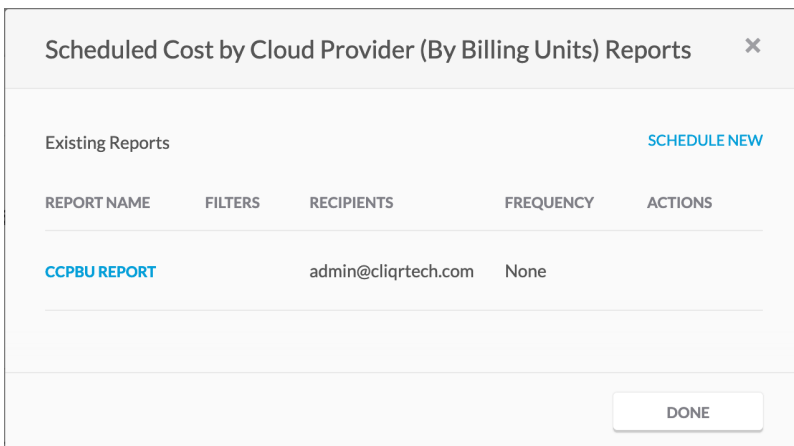 Scheduled Cost by Cloud Provider (By Billing Units) Reports ×
Existing Reports SCHEDULE NEW
REPORT NAME FILTERS RECIPIENTS FREQUENCY ACTIONS
CCPBU REPORT admin@cliqrtech.com None
DONE